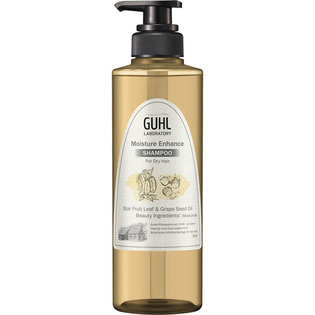 GUHL
LABORATORY
Moisture Enhance
SHAMPOO
For Dry Hair
Star Fruit Leaf & Grape Seed Oil
Beauty Ingredients